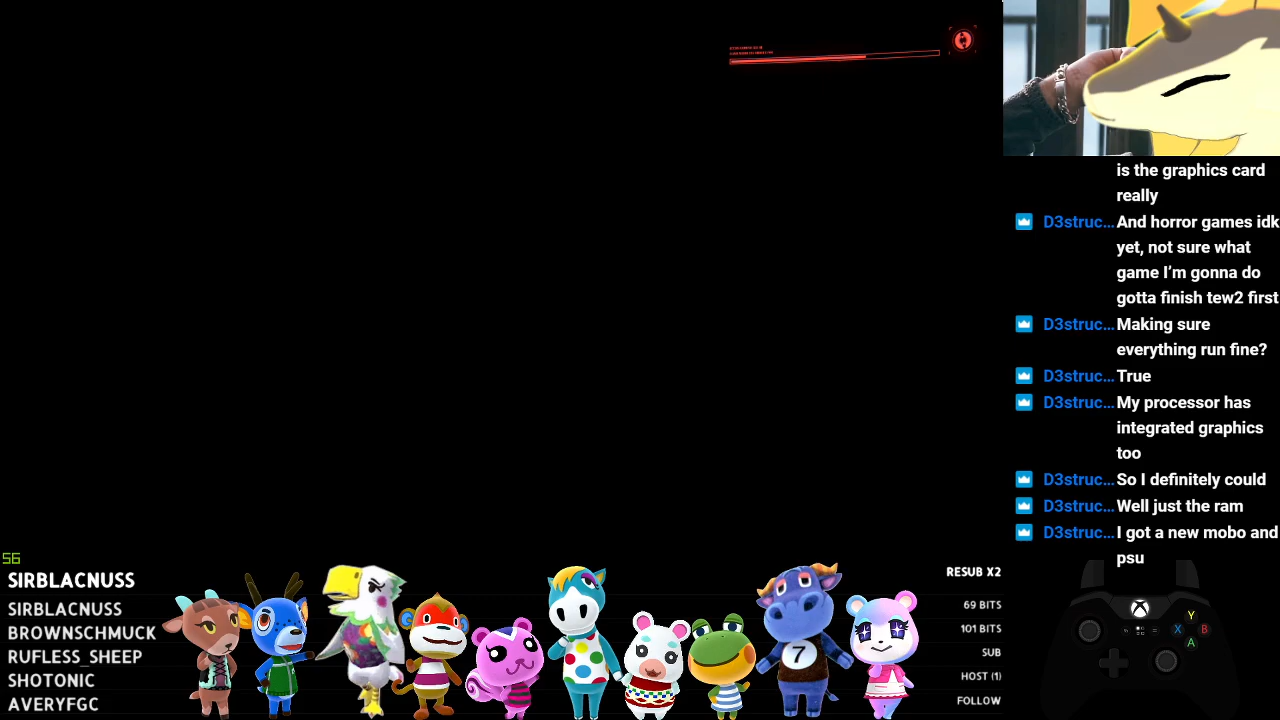 is the graphics card
really
D3struc... And horror games idk
yet, not sure what
game I'm gonna do
gotta finish tew2 first
D3struc... Making sure
everything run fine?
D3struc... True
D3struc... My processor has
integrated graphics
too
D3struc... So I definitely could
D3struc... Well just the ram
D3struc... I got a new mobo and
psu
56
SIRBLACNUSS RESUB X2
SIRBLACNUSS 69 BITS
BROWNSCHMUCK 101 BITS
RUFLESS_SHEEP SUB
SHOTONIC HOST (1)
AVERYFGC FOLLOW
7
Y
X B
A